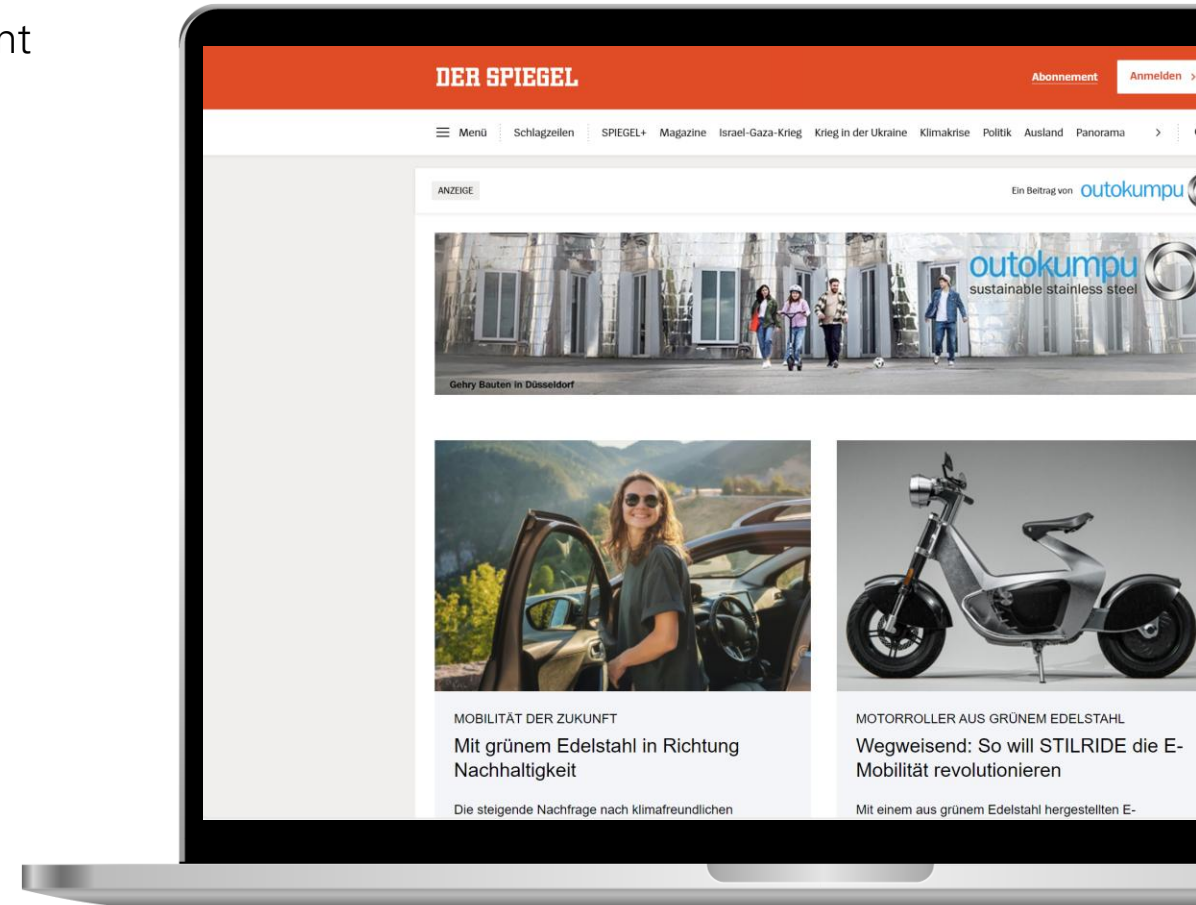 DER SPIEGEL
Abonnement
Anmelden >
Menü Schlagzeilen SPIEGEL+ Magazine Israel-Gaza-Krieg Krieg in der Ukraine Klimakrise Politik Ausland Panorama >
ANZEIGE
Ein Beitrag von outokumpu
outokumpu
sustainable stainless steel
Gehry Bauten in Düsseldorf
MOBILITÄT DER ZUKUNFT
Mit grünem Edelstahl in Richtung
Nachhaltigkeit
Die steigende Nachfrage nach klimafreundlichen
MOTORROLLER AUS GRÜNEM EDELSTAHL
Wegweisend: So will STILRIDE die E-
Mobilität revolutionieren
Mit einem aus grünem Edelstahl hergestellten E-